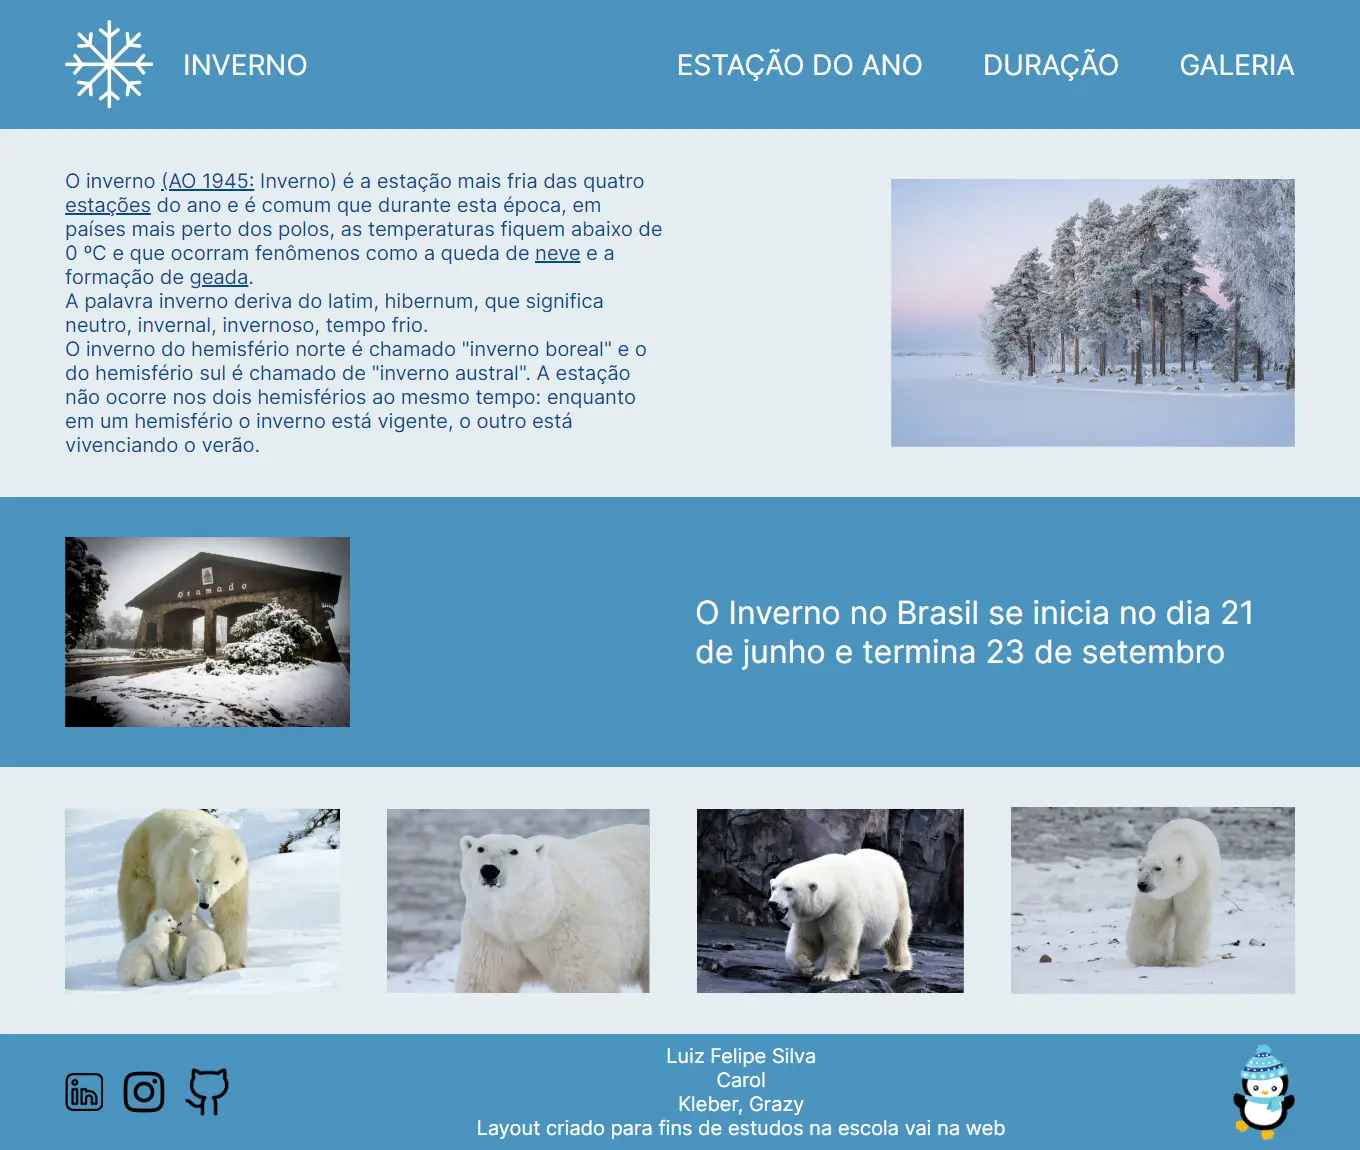 INVERNO
ESTAÇÃO DO ANO
DURAÇÃO
GALERIA
O inverno (AO 1945: Inverno) é a estação mais fria das quatro
estações do ano e é comum que durante esta época, em
países mais perto dos polos, as temperaturas fiquem abaixo de
0 ºC e que ocorram fenômenos como a queda de neve e a
formação de geada.
A palavra inverno deriva do latim, hibernum, que significa
neutro, invernal, invernoso, tempo frio.
O inverno do hemisfério norte é chamado "inverno boreal" e o
do hemisfério sul é chamado de "inverno austral". A estação
não ocorre nos dois hemisférios ao mesmo tempo: enquanto
em um hemisfério o inverno está vigente, o outro está
vivenciando o verão.
Gramado
O Inverno no Brasil se inicia no dia 21
de junho e termina 23 de setembro
in
Luiz Felipe Silva
Carol
Kleber, Grazy
Layout criado para fins de estudos na escola vai na web